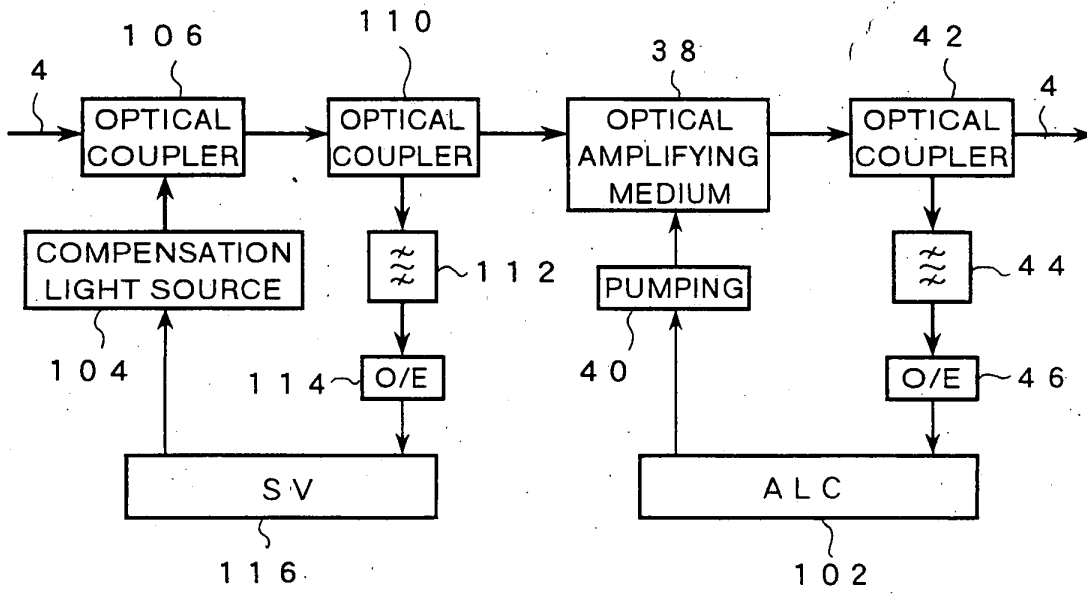 106
110
38
42
4
4
OPTICAL
COUPLER
OPTICAL
COUPLER
OPTICAL
AMPLIFYING
MEDIUM
OPTICAL
COUPLER
COMPENSATION
LIGHT SOURCE
112
PUMPING
44
104
114
O/E
40
O/E
46
SV
ALC
116
102